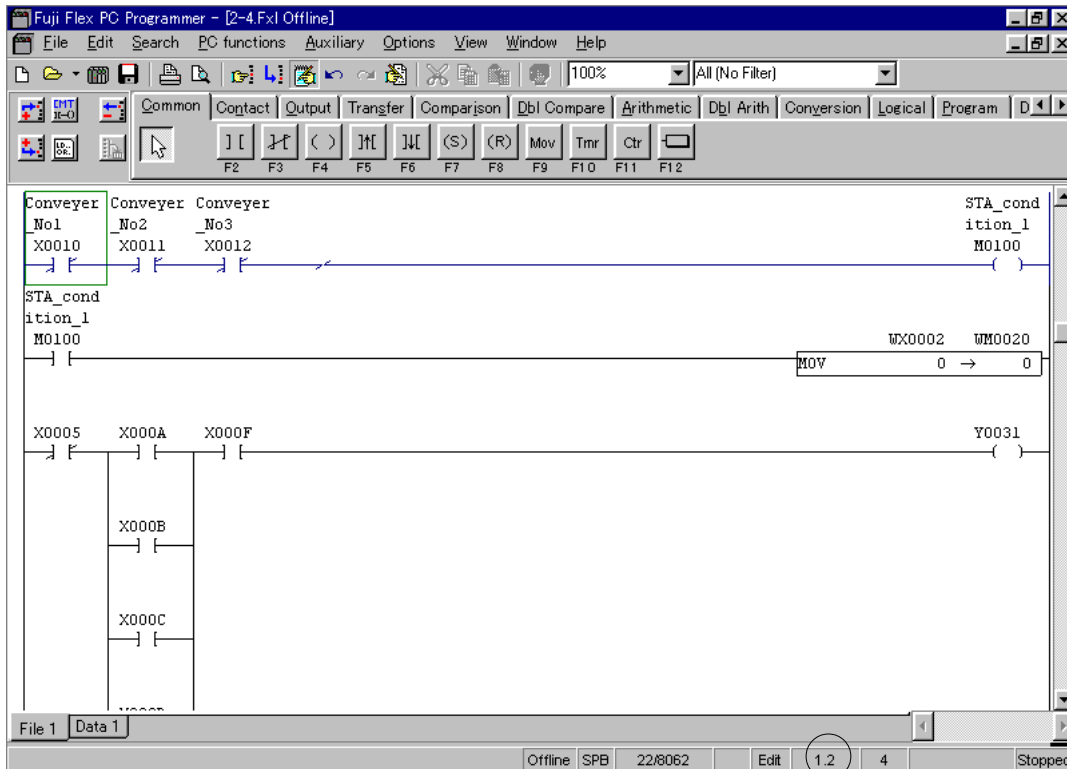 Fuji Flex PC Programmer - [2-4.Fxl Offline]
File Edit Search PC functions Auxiliary Options View Window Help
100% All (No Filter)
CMT Common Contact Output Transfer Comparison Dbl Compare Arithmetic Dbl Arith Conversion Logical Program D
LD.. OR. (S) (R) Mov Tmr Ctr
F2 F3 F4 F5 F6 F7 F8 F9 F10 F11 F12
Conveyer Conveyer Conveyer STA_cond
_No1 _No2 _No3 ition_1
X0010 X0011 X0012 M0100
STA_cond
ition_1
M0100 WX0002 WM0020
MOV 0 → 0
X0005 X000A X000F Y0031
X000B
X000C
File 1 Data 1
Offline SPB 22/8062 Edit 1.2 4 Stopped